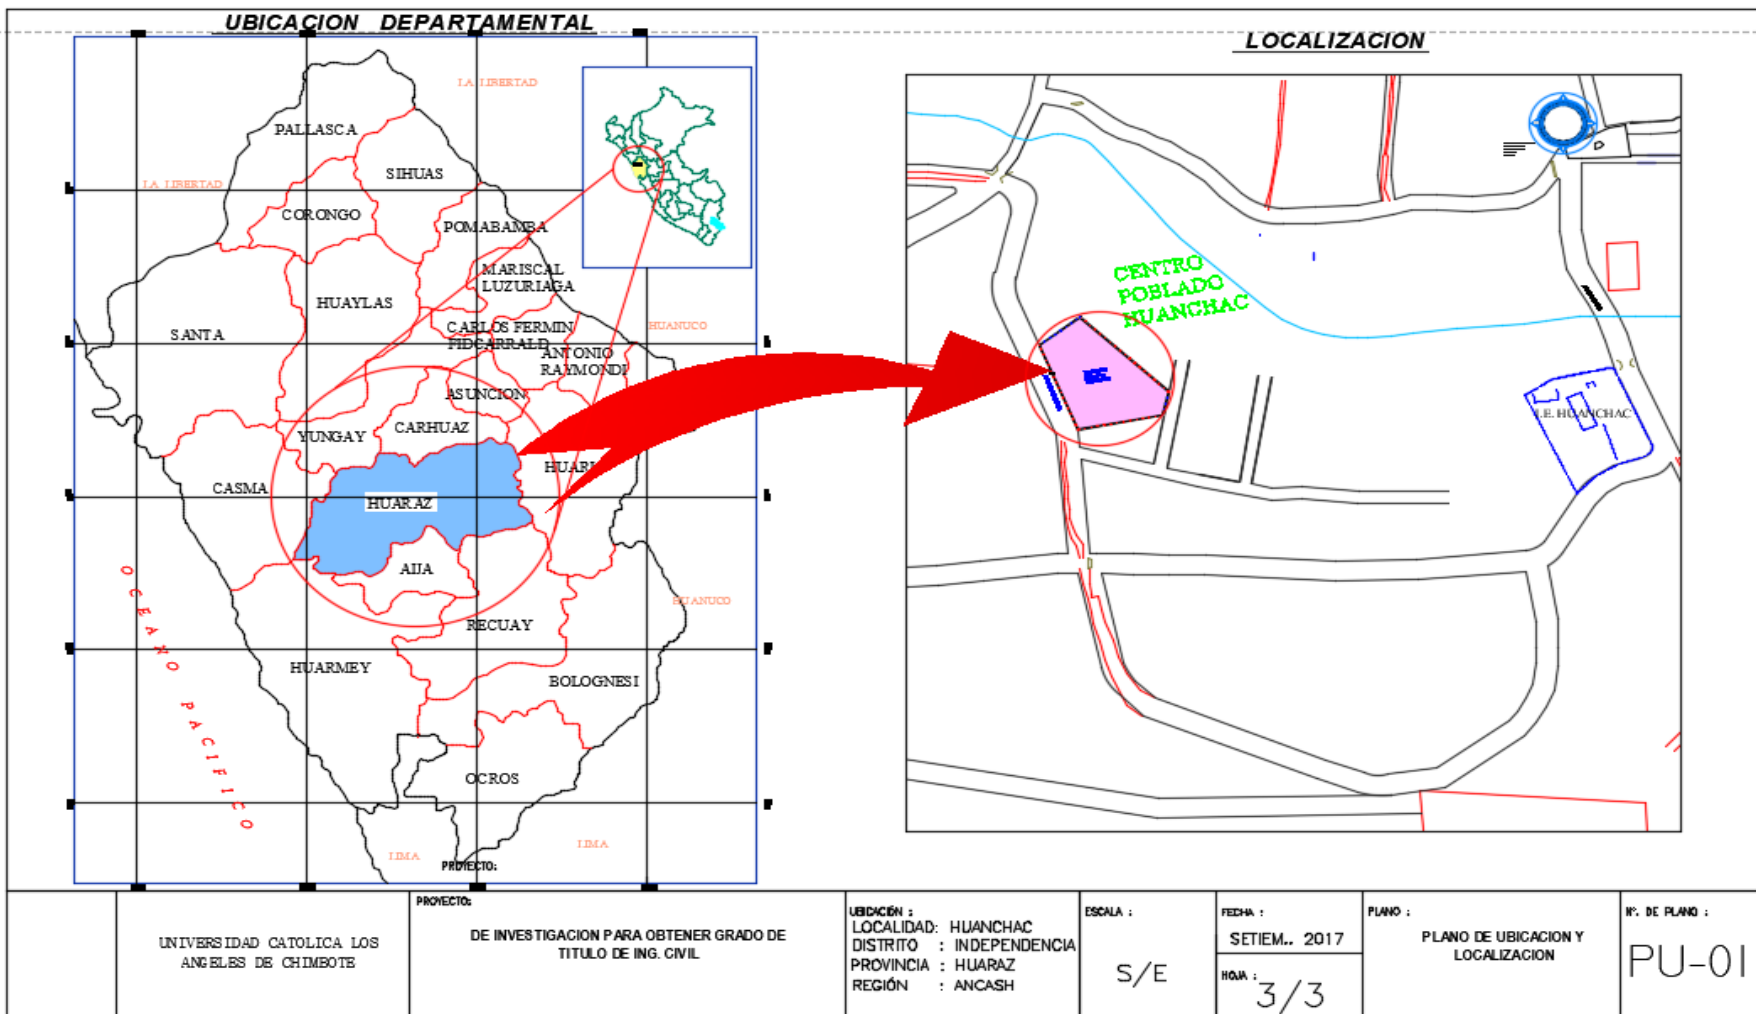 UBICACION DEPARTAMENTAL
LOCALIZACION
LA LIBERTAD
PALLASCA
SIHUAS
LA LIBERTAD
CORONGO
POMABAMBA
MARISCAL
LUZURIAGA
HUAYLAS
CARLOS FERMIN
FIDCARRALD
HUANUCO
SANTA
ANTONIO
RAYMONDI
ASUNCION
CARHUAZ
YUNGAY
HUARI
CASMA
HUARAZ
AIJA
HUANUCO
RECUAY
HUARMEY
BOLOGNESI
OCROS
OCEANO PACIFICO
LIMA
LIMA
PROYECTO:
CENTRO
POBLADO
HUANCHAC
I.E. HUANCHAC
UNIVERSIDAD CATOLICA LOS
ANGELES DE CHIMBOTE
PROYECTO:
DE INVESTIGACION PARA OBTENER GRADO DE
TITULO DE ING. CIVIL
UBICACIÓN :
LOCALIDAD: HUANCHAC
DISTRITO : INDEPENDENCIA
PROVINCIA : HUARAZ
REGIÓN : ANCASH
ESCALA :
S/E
FECHA :
SETIEM.. 2017
HOJA :
3/3
PLANO :
PLANO DE UBICACION Y
LOCALIZACION
Nº. DE PLANO :
PU-01